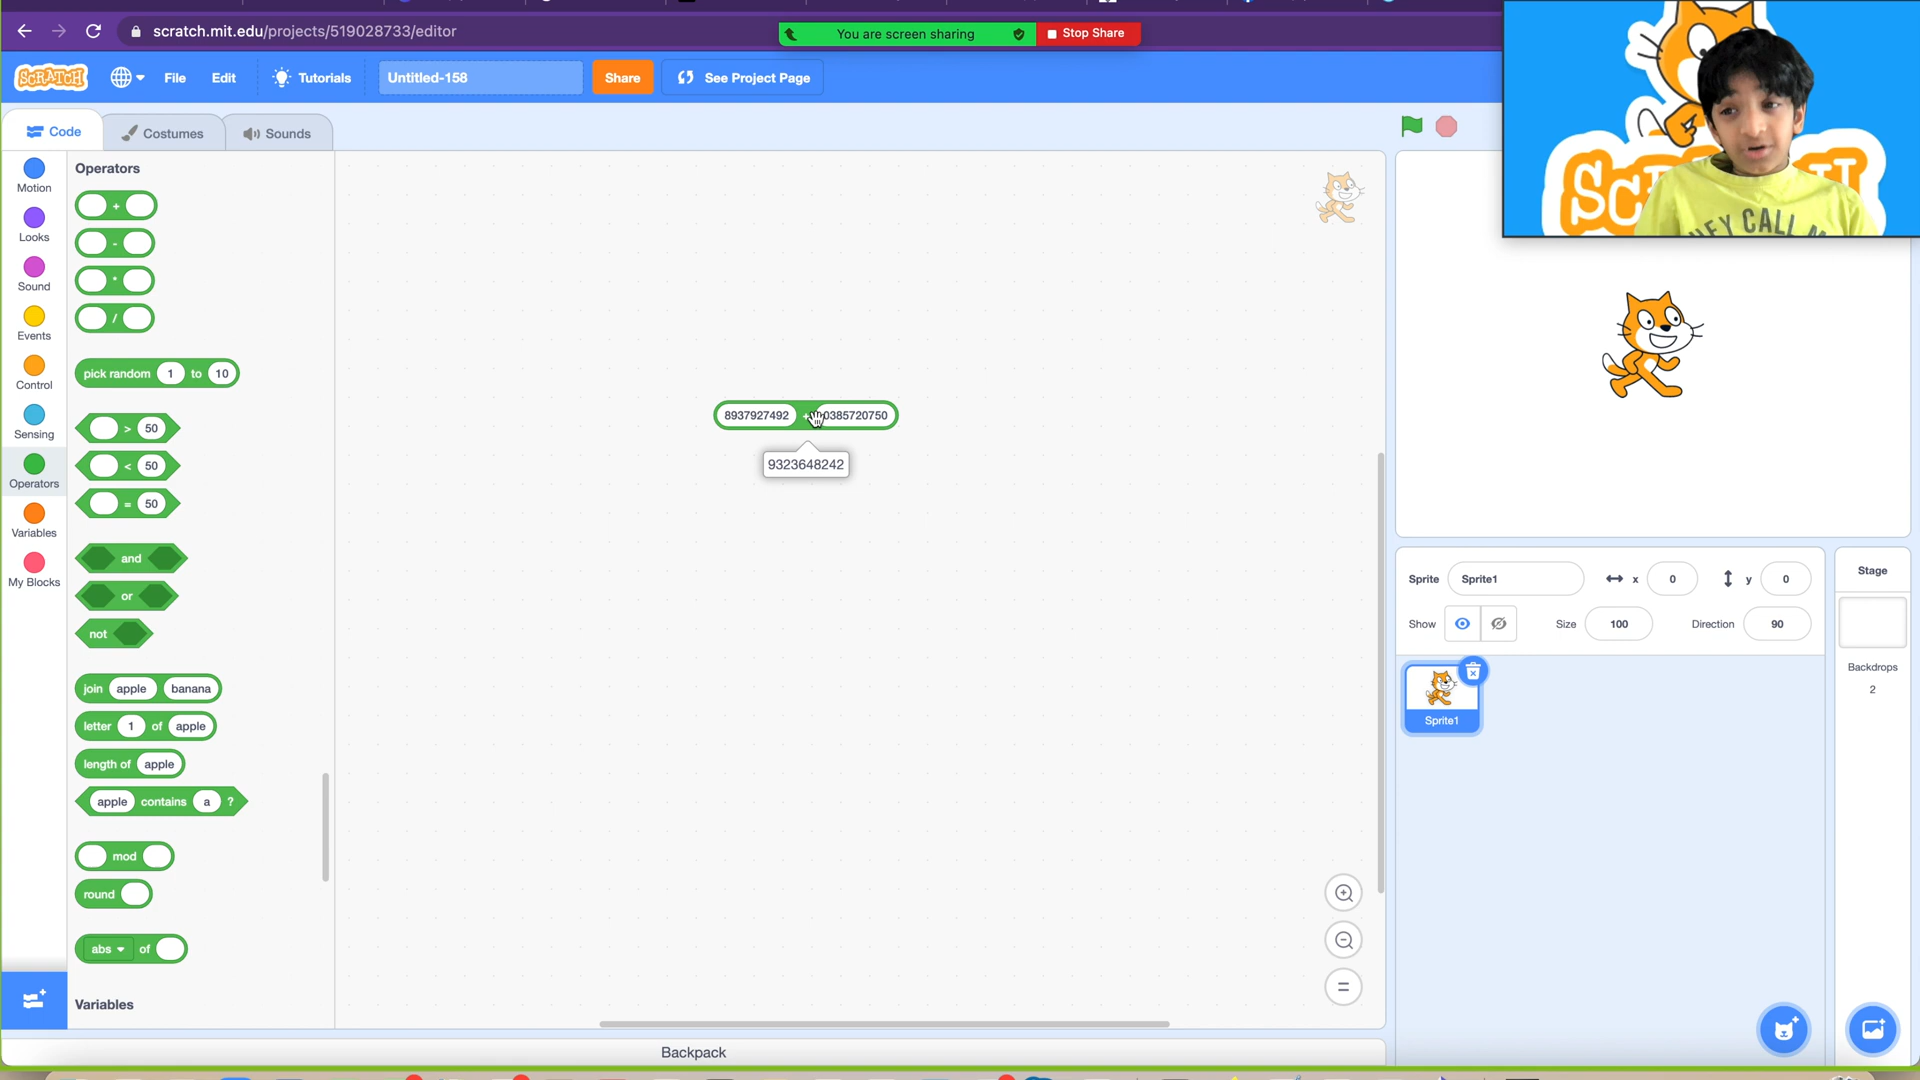 scratch.mit.edu/projects/519028733/editor
You are screen sharing
Stop Share
SCRATCH
File
Edit
Tutorials
Untitled-158
Share
See Project Page
Code
Costumes
Sounds
Motion
Looks
Sound
Events
Control
Sensing
Operators
Variables
My Blocks
Operators
+
-
*
/
pick random 1 to 10
> 50
< 50
= 50
and
or
not
join apple banana
letter 1 of apple
length of apple
apple contains a ?
mod
round
abs of
Variables
8937927492 + 0385720750
9323648242
Backpack
HEY CALL M
Sprite Sprite1 x 0 y 0
Show Size 100 Direction 90
Sprite1
Stage
Backdrops
2